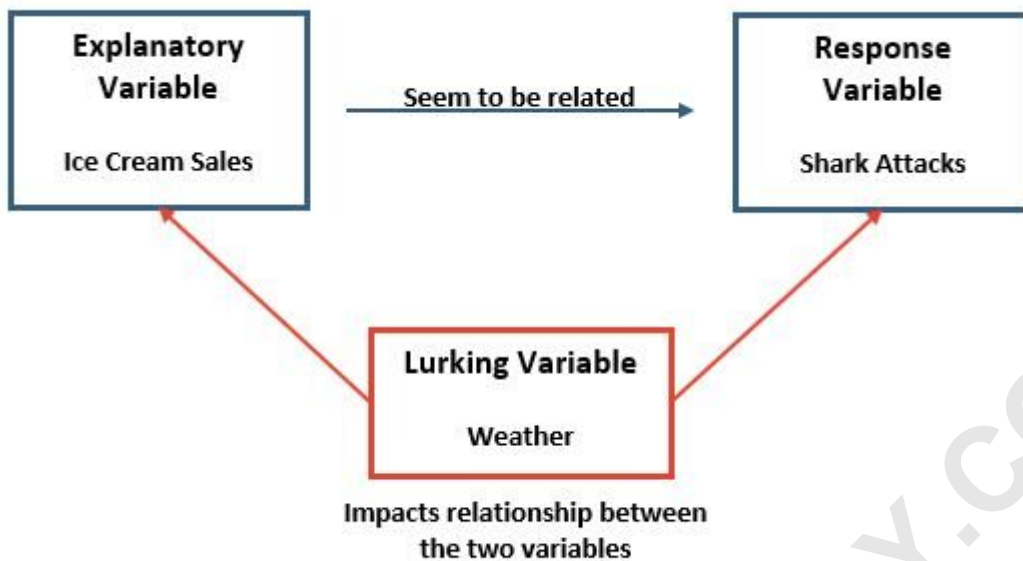 Explanatory
Variable
Ice Cream Sales
Seem to be related
Response
Variable
Shark Attacks
Lurking Variable
Weather
Impacts relationship between
the two variables
Y.C